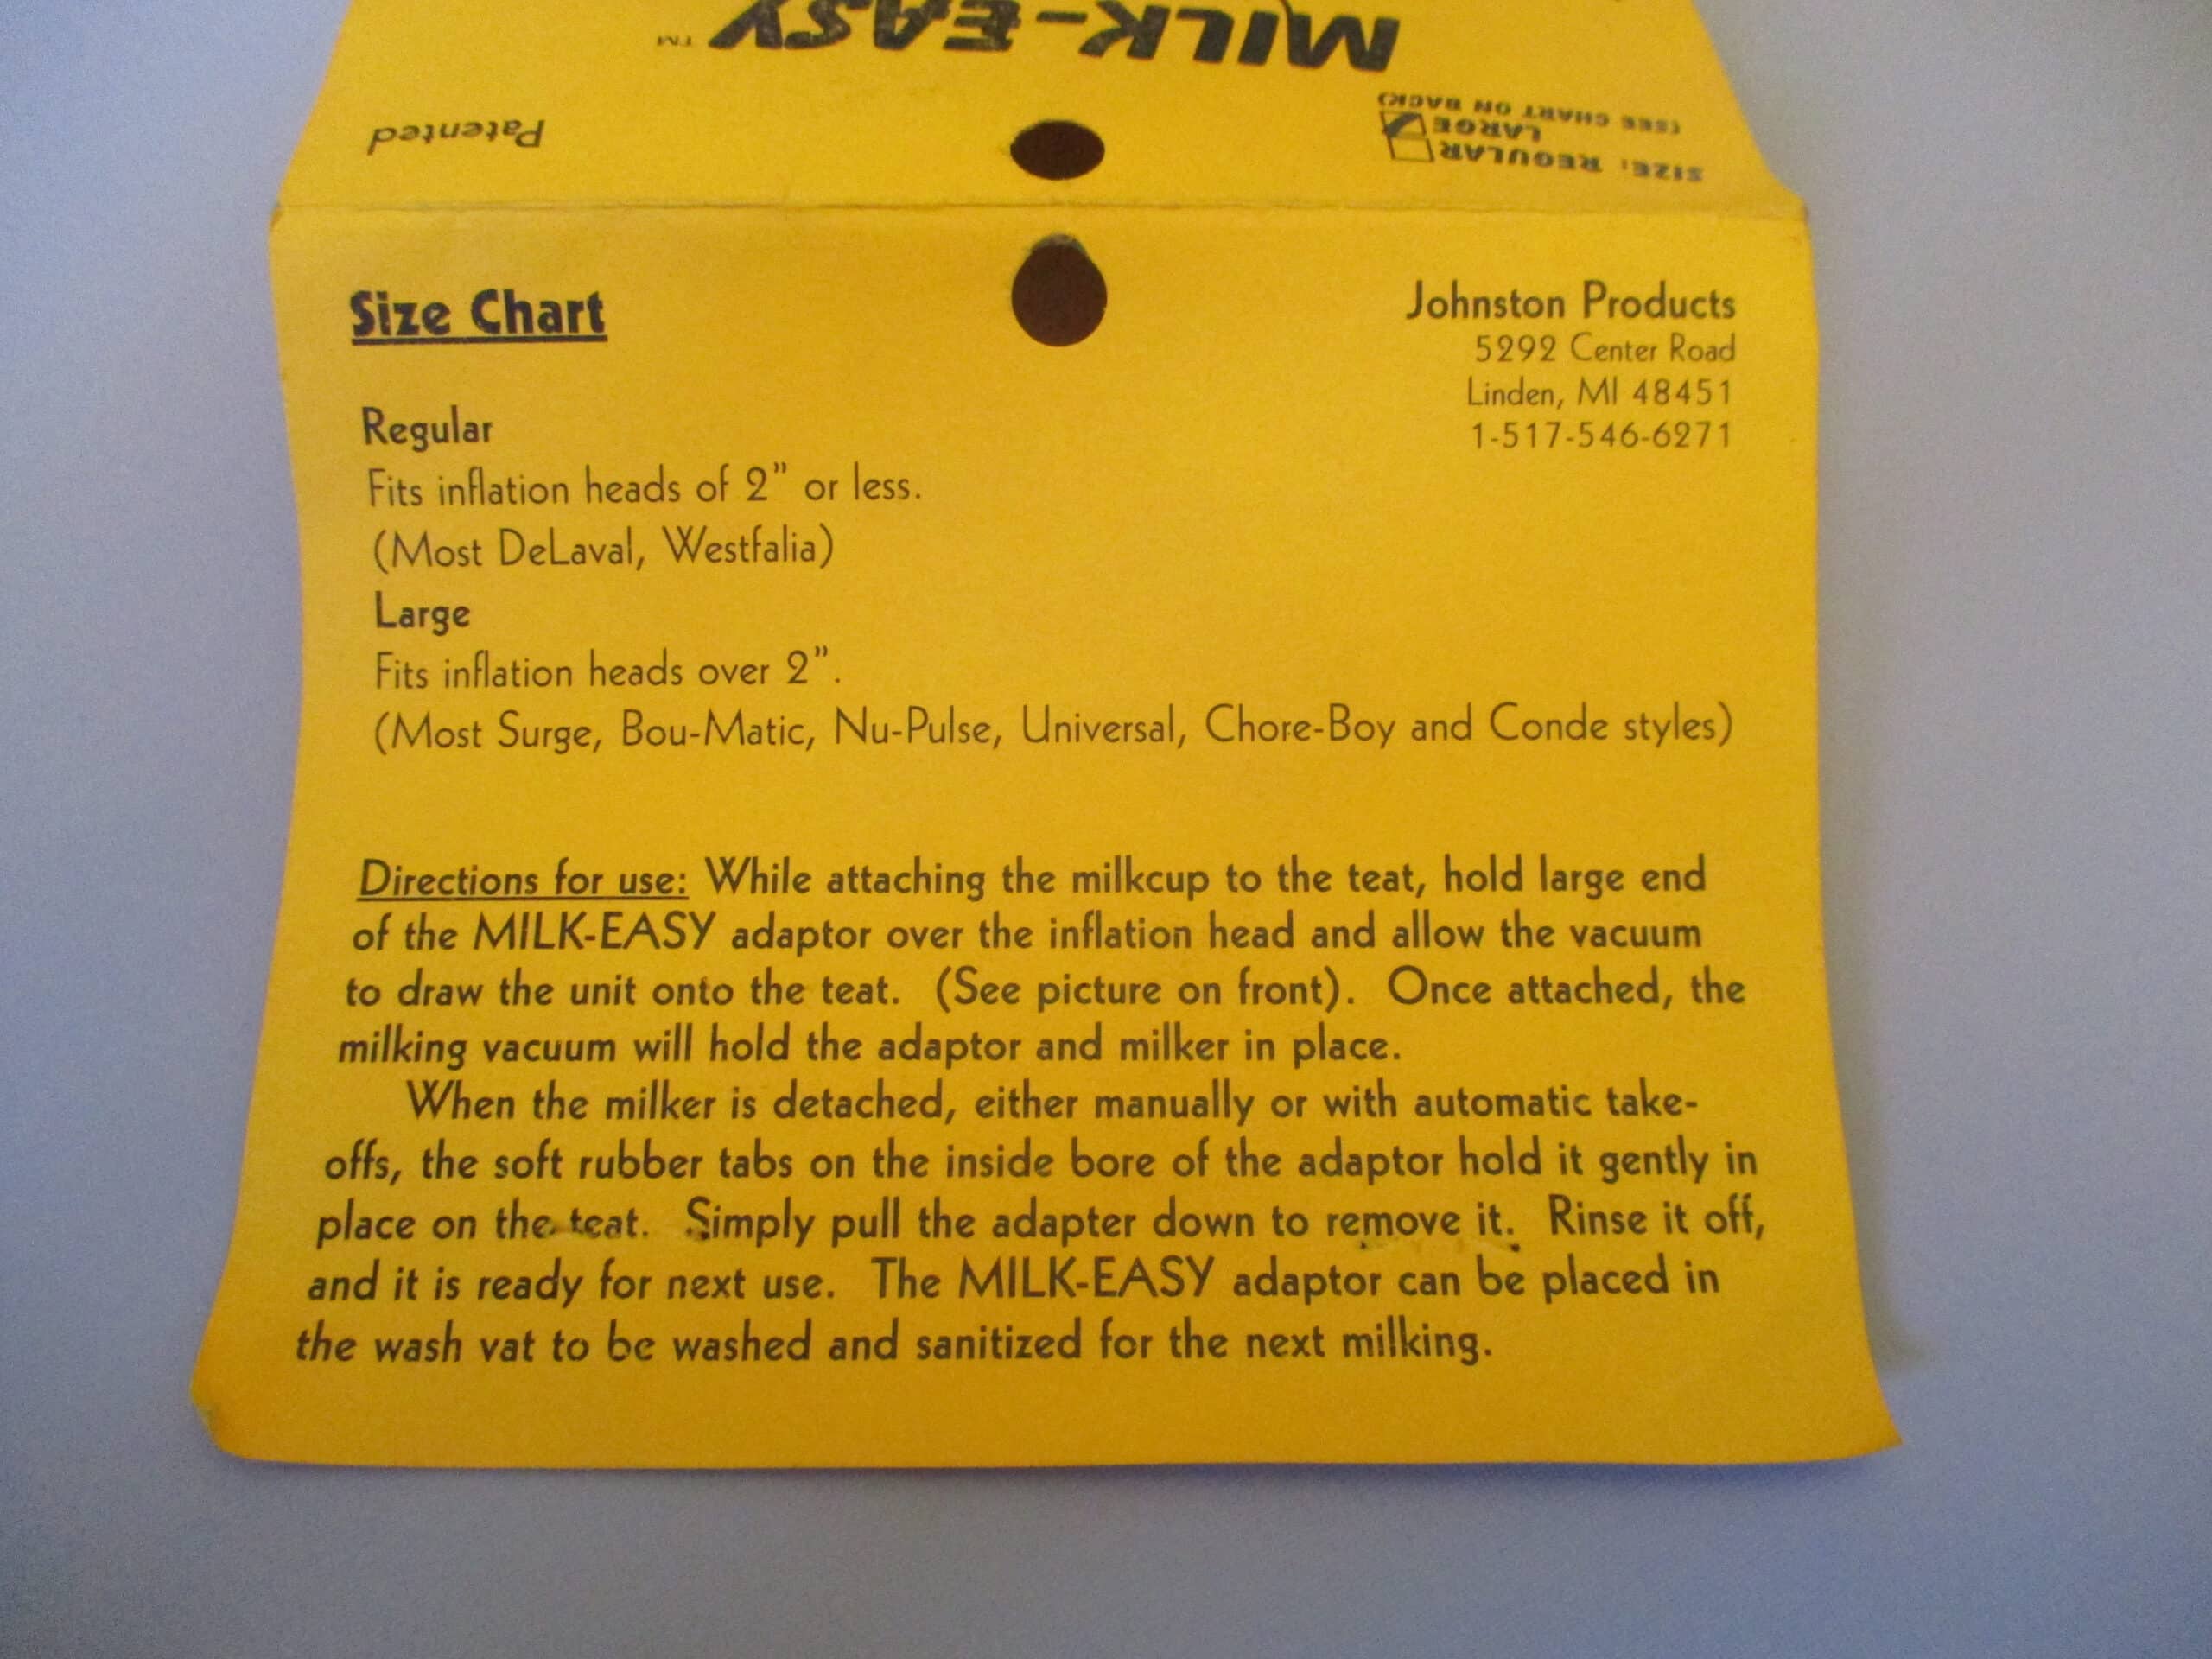 MILK-EASY™
Patented
SIZE: REGULAR
LARGE
(SEE CHART ON BACK)
Size Chart
Johnston Products
5292 Center Road
Linden, MI 48451
1-517-546-6271
Regular
Fits inflation heads of 2" or less.
(Most DeLaval, Westfalia)
Large
Fits inflation heads over 2".
(Most Surge, Bou-Matic, Nu-Pulse, Universal, Chore-Boy and Conde styles)
Directions for use: While attaching the milkcup to the teat, hold large end
of the MILK-EASY adaptor over the inflation head and allow the vacuum
to draw the unit onto the teat. (See picture on front). Once attached, the
milking vacuum will hold the adaptor and milker in place.
When the milker is detached, either manually or with automatic take-
offs, the soft rubber tabs on the inside bore of the adaptor hold it gently in
place on the teat. Simply pull the adapter down to remove it. Rinse it off,
and it is ready for next use. The MILK-EASY adaptor can be placed in
the wash vat to be washed and sanitized for the next milking.